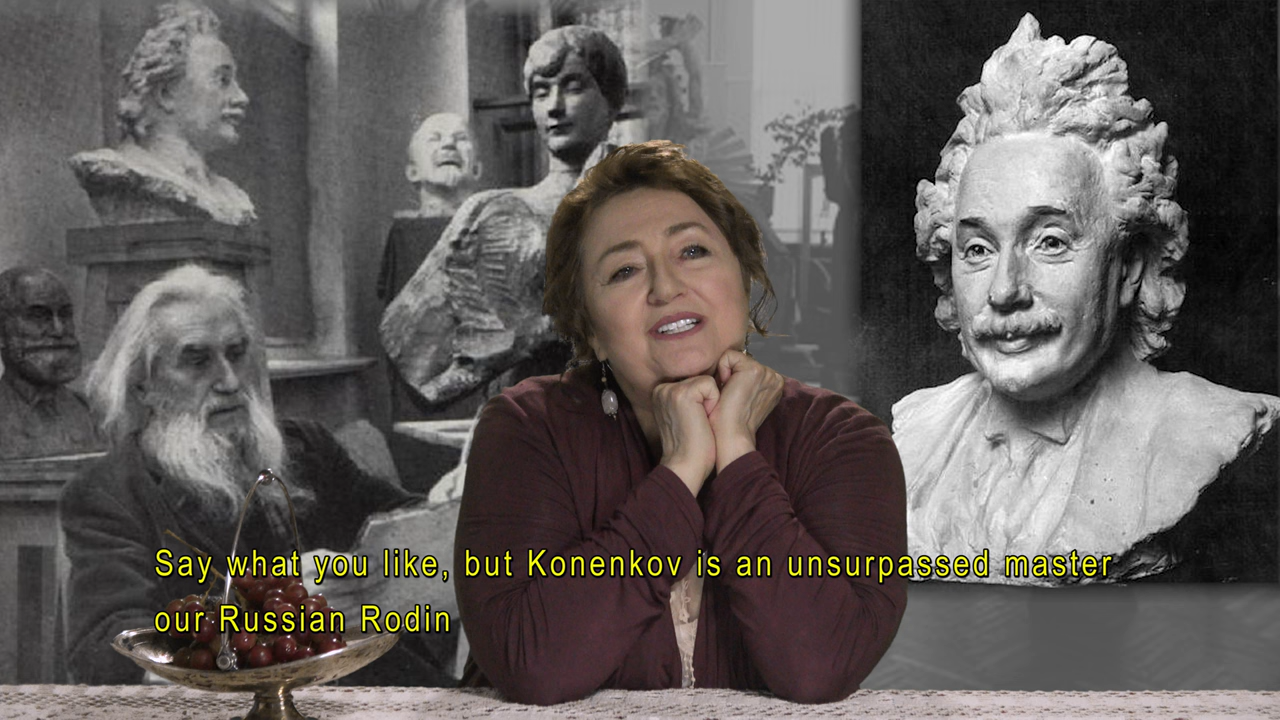 Say what you like, but Konenkov is an unsurpassed master
our Russian Rodin